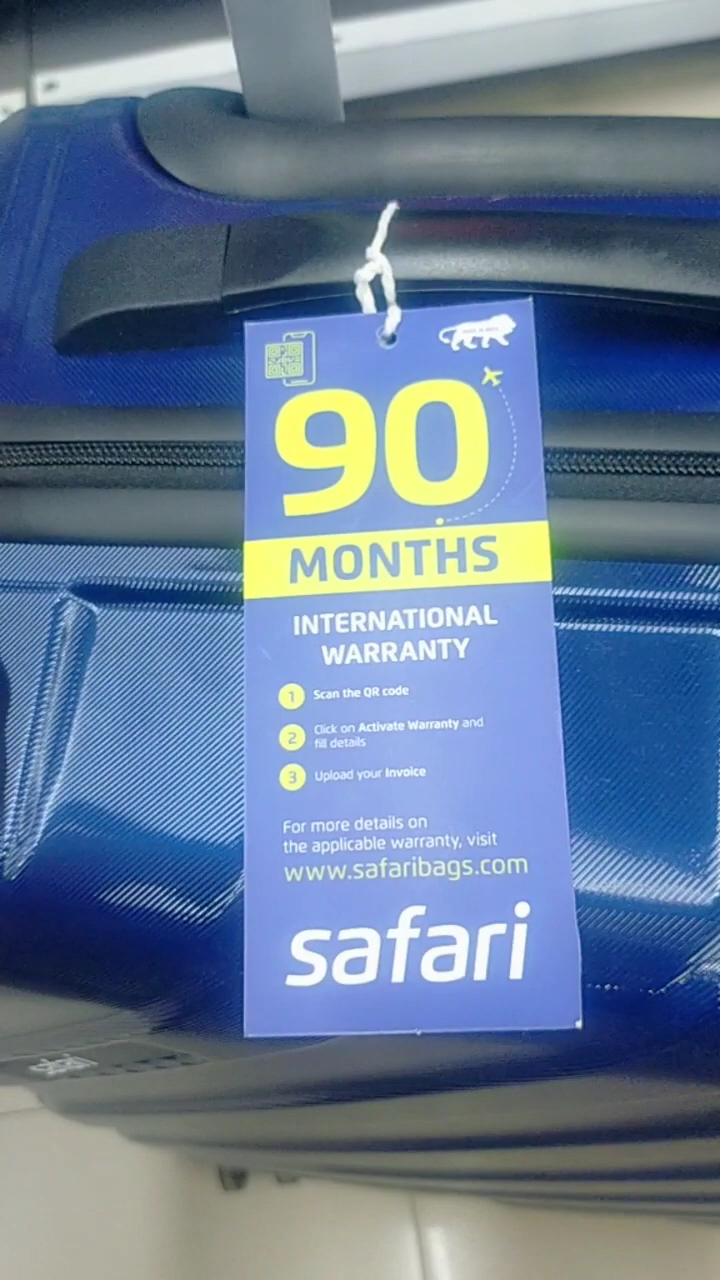 90
MONTHS
INTERNATIONAL
WARRANTY
1 Scan the QR code
2 Click on Activate Warranty and
fill details
3 Upload your Invoice
For more details on
the applicable warranty, visit
www.safaribags.com
safari